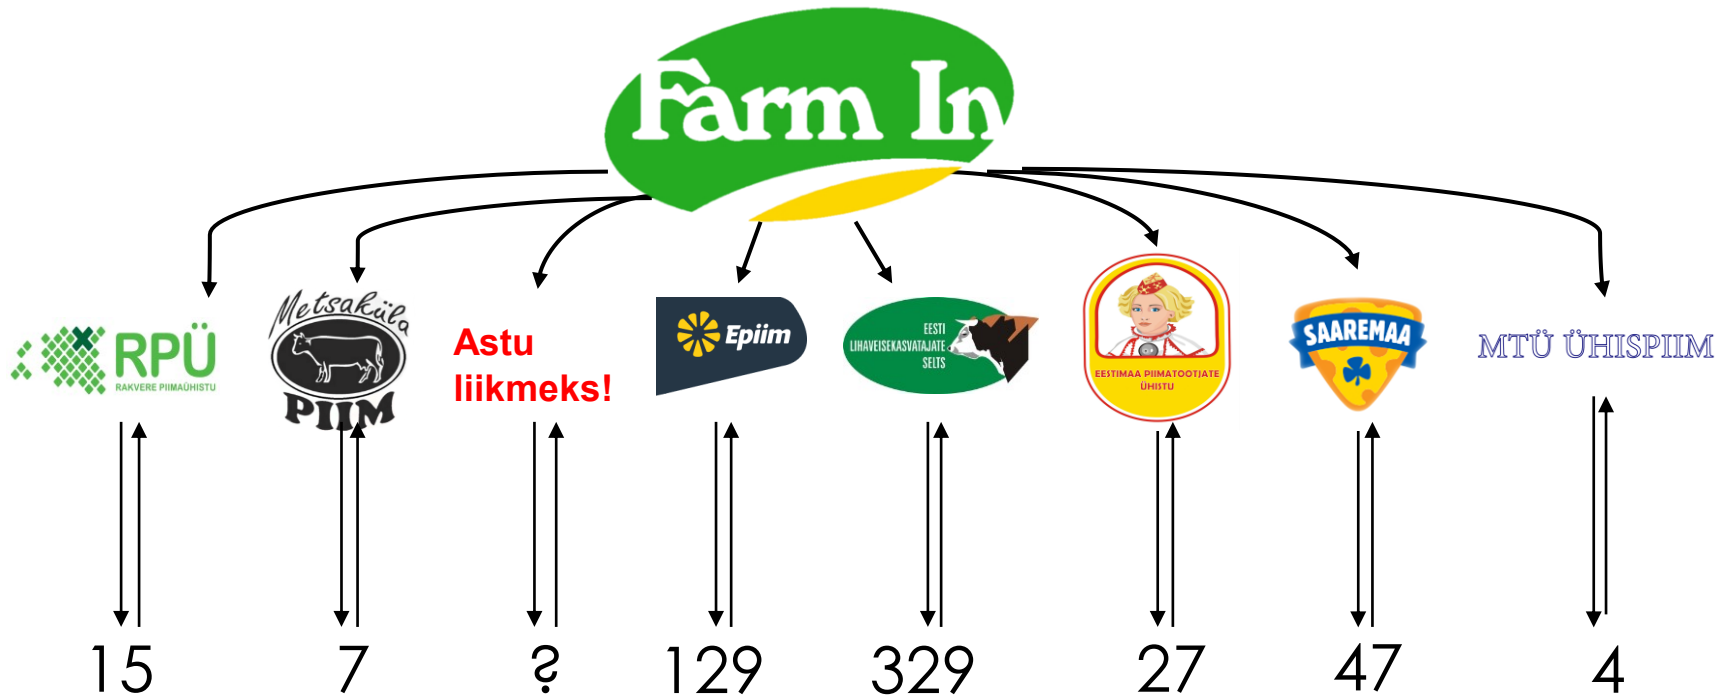 Farm In
Metsaküla
PIIM
RPÜ
RAKVERE PIIMAÜHISTU
Astu
liikmeks!
Epiim
EESTI
LIHAVEISEKASVATAJATE
SELTS
EESTIMAA PIIMATOOTJATE
ÜHISTU
SAAREMAA
MTÜ ÜHISPIIM
15
7
?
129
329
27
47
4